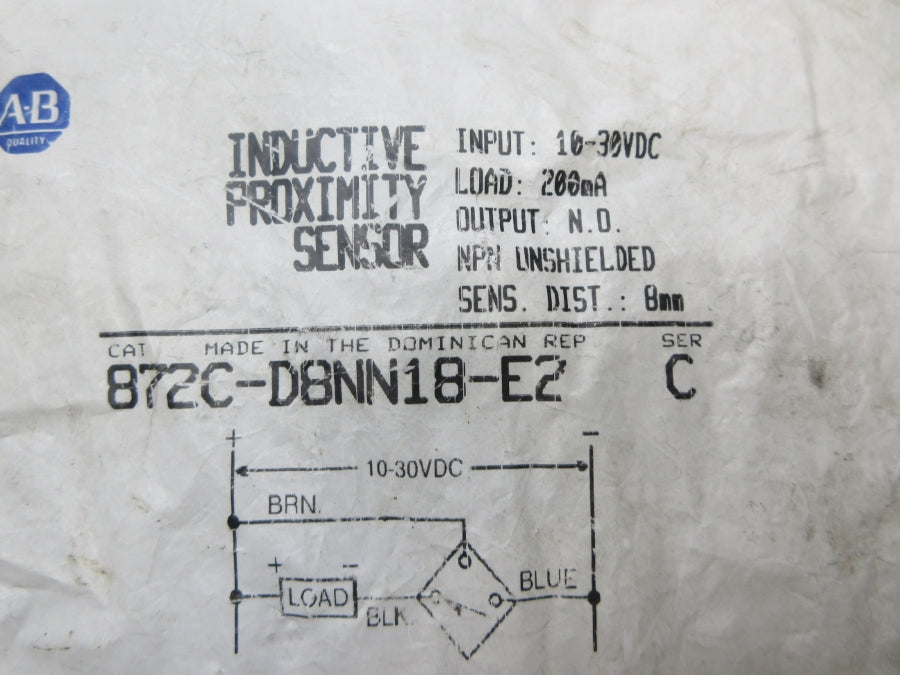 A-B
QUALITY
INDUCTIVE
PROXIMITY
SENSOR
INPUT: 10-30VDC
LOAD: 200mA
OUTPUT: N.O.
NPN UNSHIELDED
SENS. DIST.: 8mm
CAT MADE IN THE DOMINICAN REP SER
872C-D8NN18-E2 C
+ −
10-30VDC
BRN.
+ −
LOAD
BLK.
BLUE